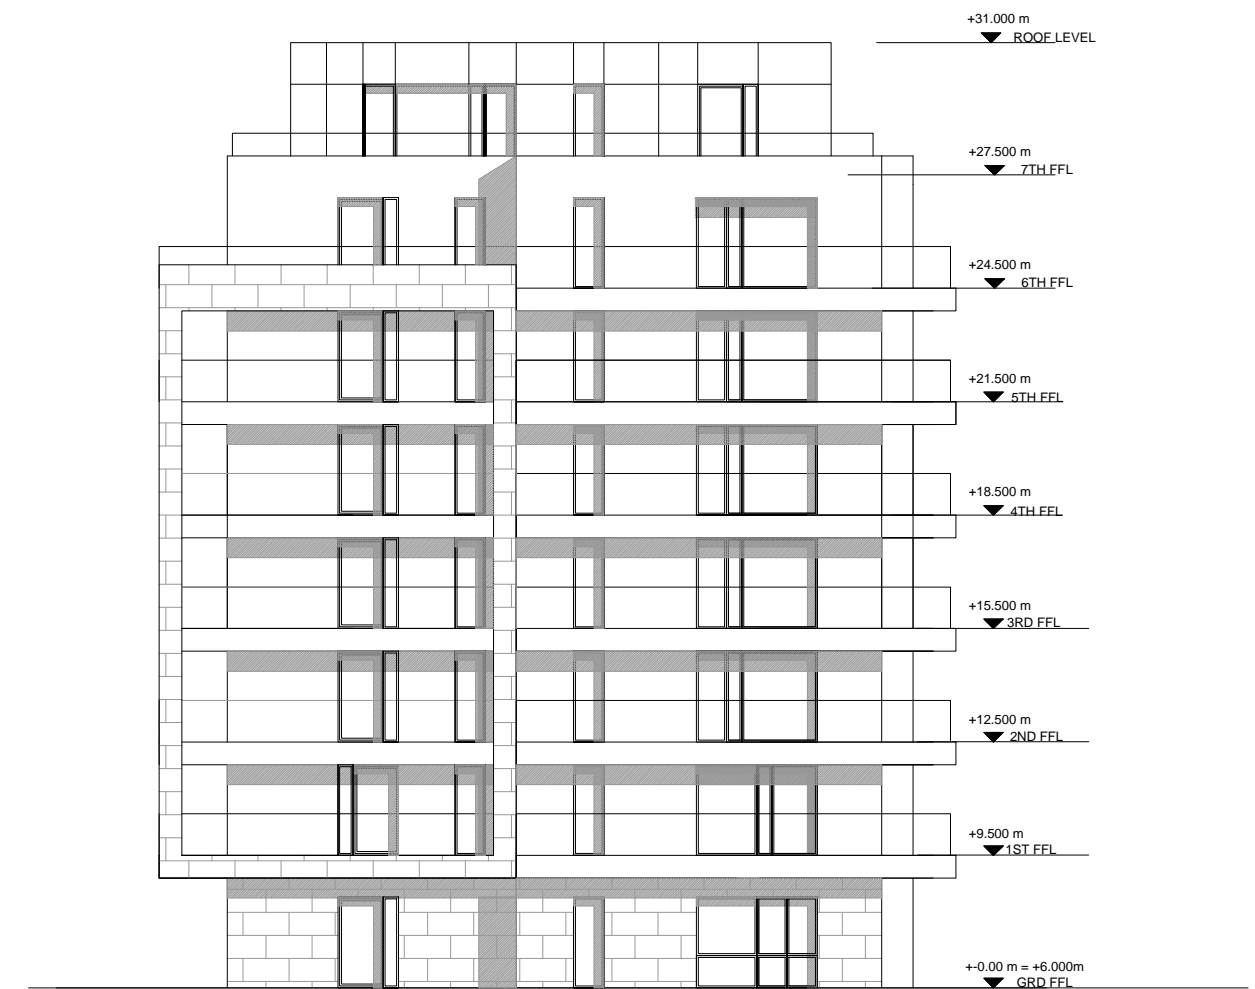 +31.000 m
ROOF LEVEL
+27.500 m
7TH FFL
+24.500 m
6TH FFL
+21.500 m
5TH FFL
+18.500 m
4TH FFL
+15.500 m
3RD FFL
+12.500 m
2ND FFL
+9.500 m
1ST FFL
+-0.00 m = +6.000m
GRD FFL